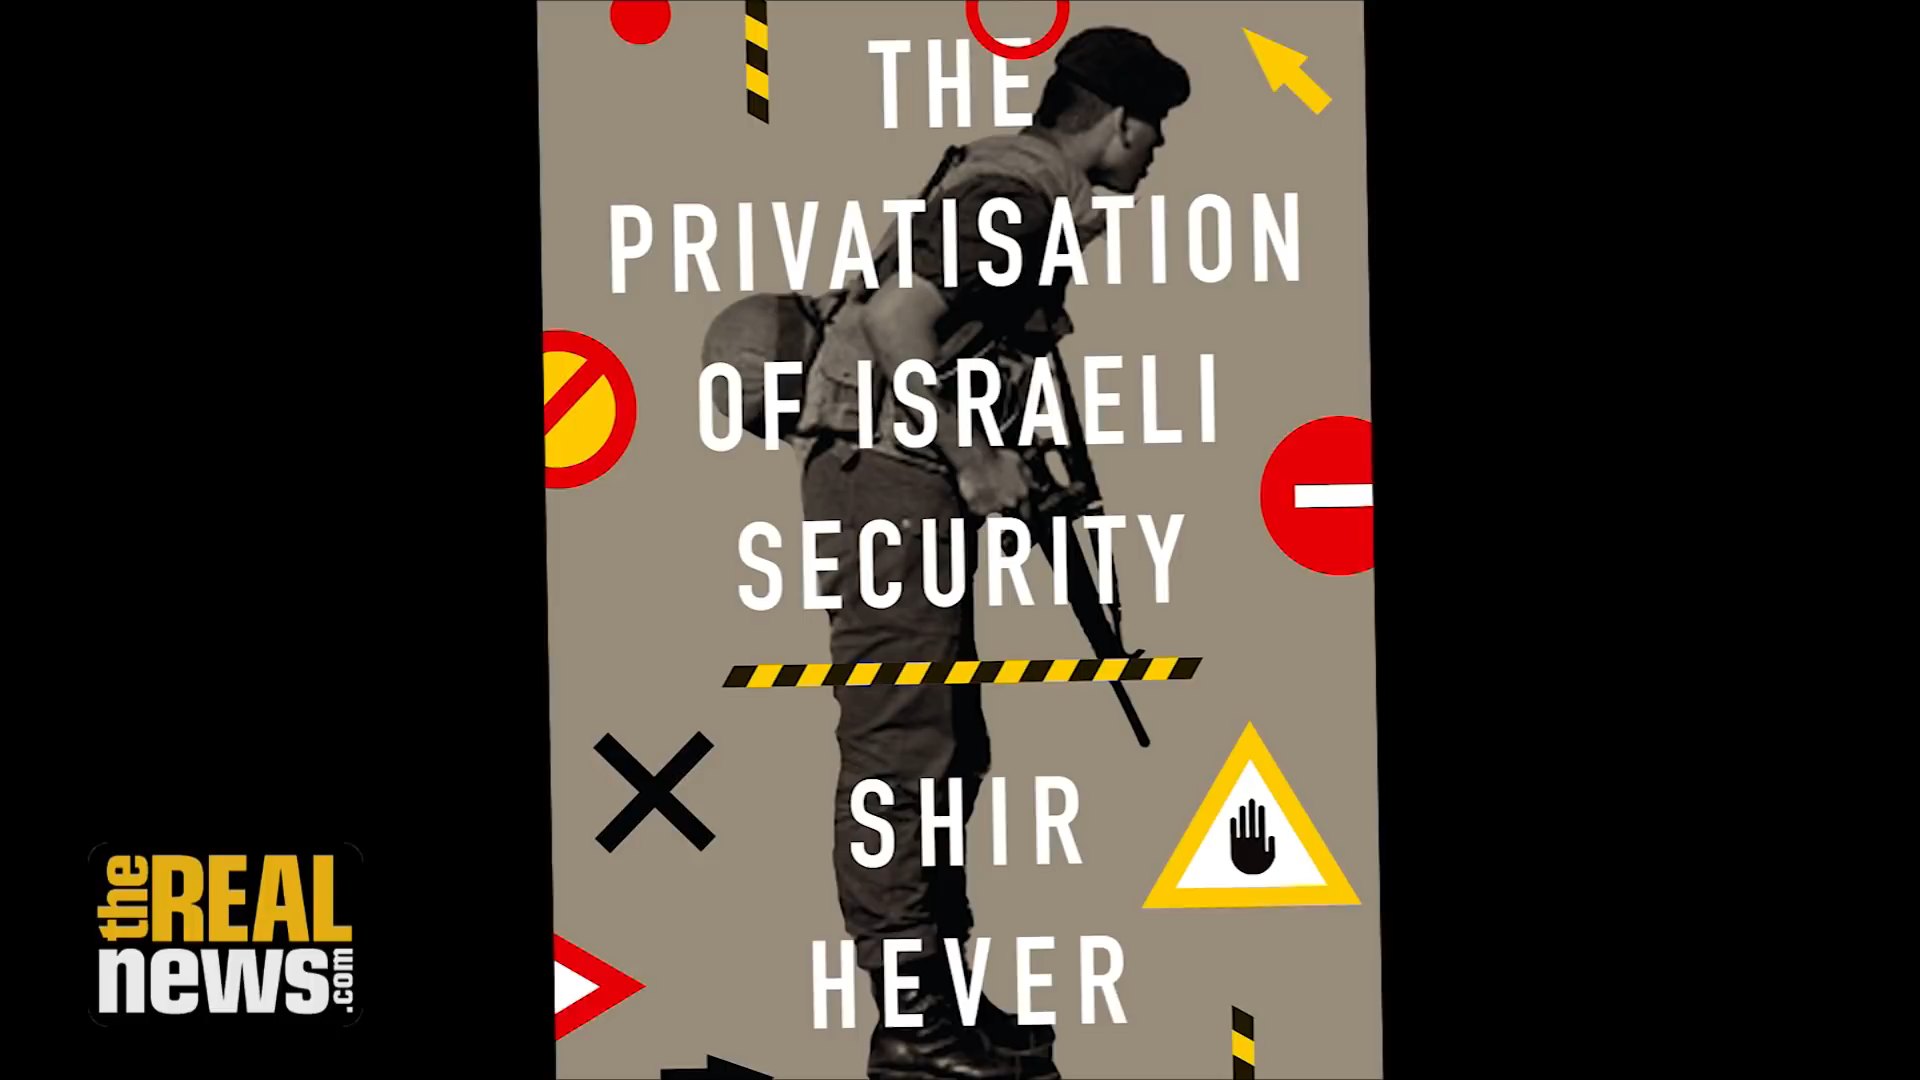 THE
PRIVATISATION
OF ISRAELI
SECURITY
SHIR
HEVER
the REAL
news.com